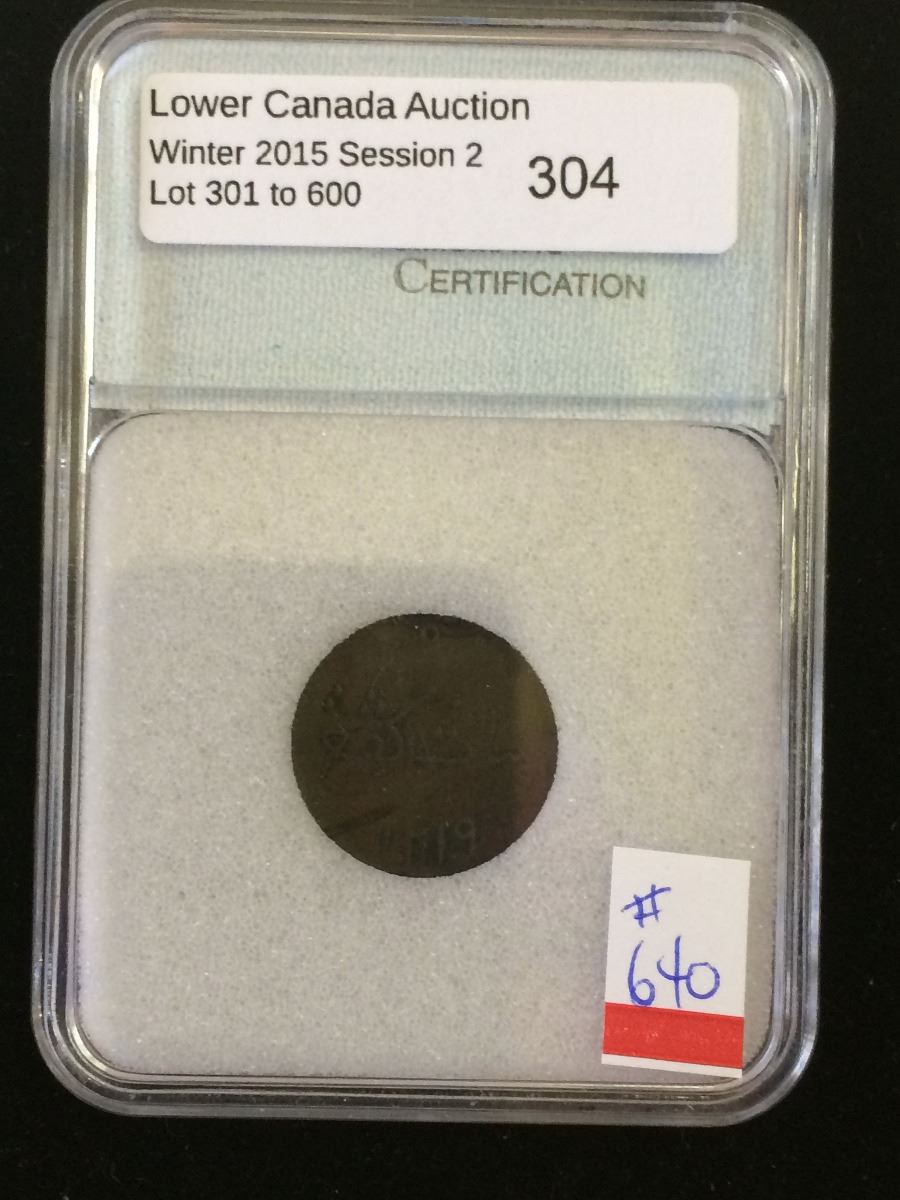 Lower Canada Auction
Winter 2015 Session 2
Lot 301 to 600
304
CERTIFICATION
#
640